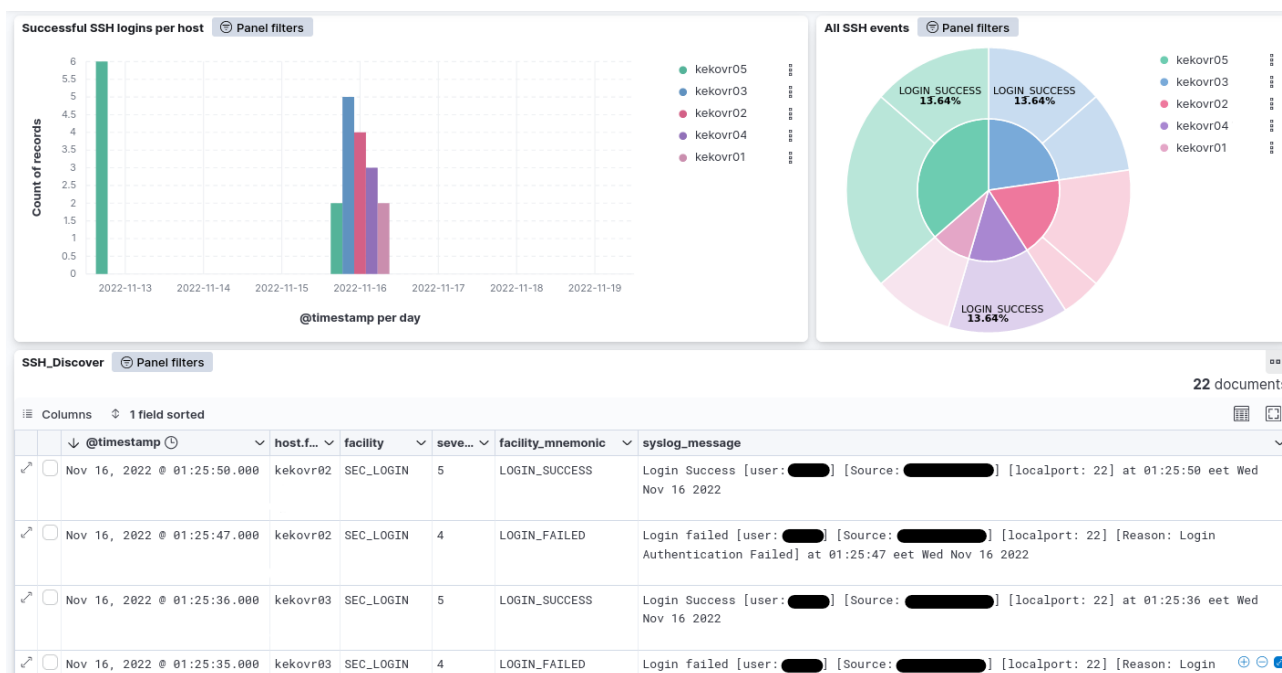 Successful SSH logins per host Panel filters
6
5.5
5
4.5
4
3.5
3
2.5
2
1.5
1
0.5
0
Count of records
2022-11-13 2022-11-14 2022-11-15 2022-11-16 2022-11-17 2022-11-18 2022-11-19
@timestamp per day
kekovr05
kekovr03
kekovr02
kekovr04
kekovr01
All SSH events Panel filters
LOGIN_SUCCESS
13.64%
LOGIN_SUCCESS
13.64%
LOGIN_SUCCESS
13.64%
kekovr05
kekovr03
kekovr02
kekovr04
kekovr01
SSH_Discover Panel filters
22 documents
Columns 1 field sorted
@timestamp host.f... facility seve... facility_mnemonic syslog_message
Nov 16, 2022 @ 01:25:50.000 kekovr02 SEC_LOGIN 5 LOGIN_SUCCESS Login Success [user: ] [Source: ] [localport: 22] at 01:25:50 eet Wed
Nov 16 2022
Nov 16, 2022 @ 01:25:47.000 kekovr02 SEC_LOGIN 4 LOGIN_FAILED Login failed [user: ] [Source: ] [localport: 22] [Reason: Login
Authentication Failed] at 01:25:47 eet Wed Nov 16 2022
Nov 16, 2022 @ 01:25:36.000 kekovr03 SEC_LOGIN 5 LOGIN_SUCCESS Login Success [user: ] [Source: ] [localport: 22] at 01:25:36 eet Wed
Nov 16 2022
Nov 16, 2022 @ 01:25:35.000 kekovr03 SEC_LOGIN 4 LOGIN_FAILED Login failed [user: ] [Source: ] [localport: 22] [Reason: Login